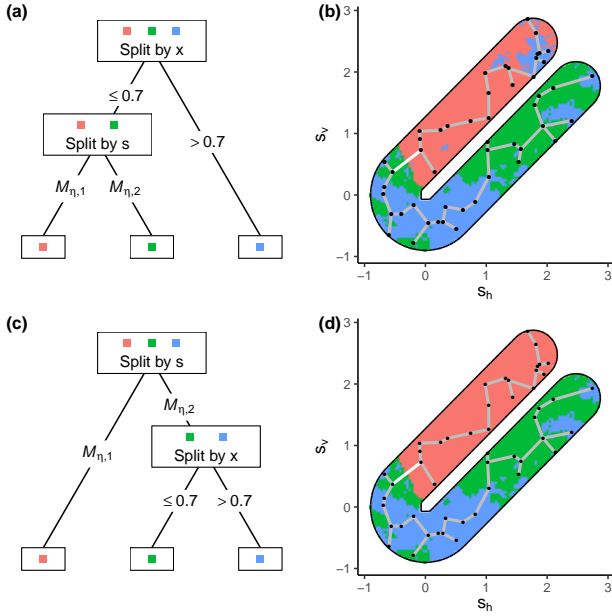 (a)
Split by x
≤ 0.7
> 0.7
Split by s
Mη,1
Mη,2
(b)
3
2
1
0
−1
sv
−1
0
1
2
3
sh
(c)
Split by s
Mη,1
Mη,2
Split by x
≤ 0.7
> 0.7
(d)
3
2
1
0
−1
sv
−1
0
1
2
3
sh